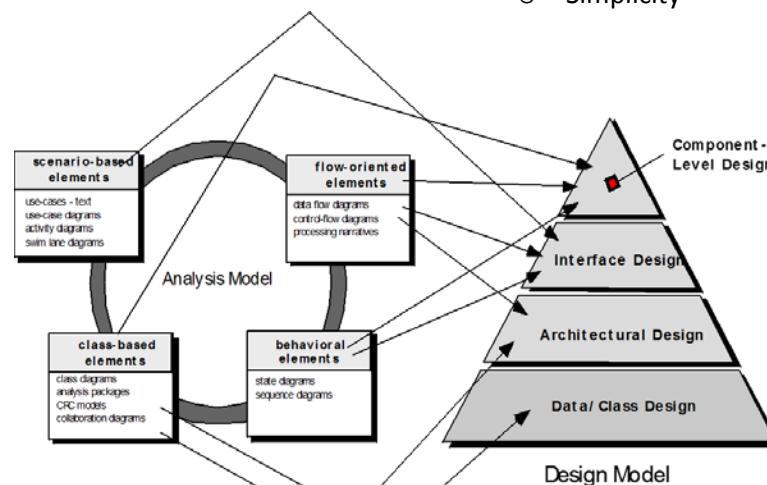 Simplicity
scenario-based
elements
use-cases - text
use-case diagrams
activity diagrams
swim lane diagrams
flow-oriented
elements
data flow diagrams
control-flow diagrams
processing narratives
Component-
Level Design
Analysis Model
Interface Design
class-based
elements
class diagrams
analysis packages
CRC models
collaboration diagrams
behavioral
elements
state diagrams
sequence diagrams
Architectural Design
Data/ Class Design
Design Model